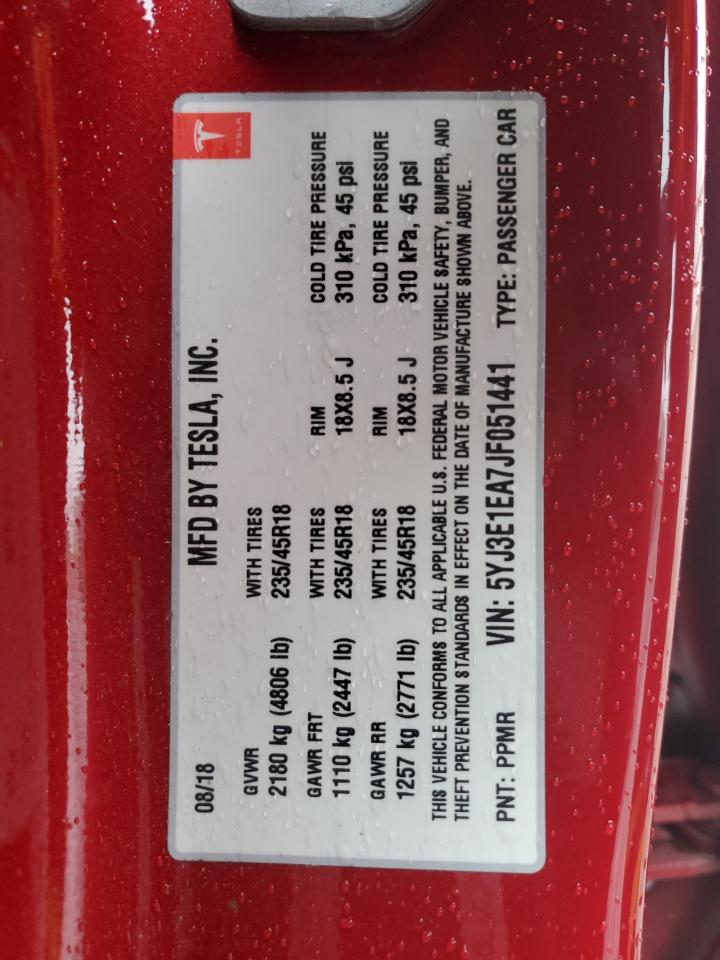 TESLA
08/18 MFD BY TESLA, INC.
GVWR WITH TIRES
2180 kg (4806 lb) 235/45R18
GAWR FRT WITH TIRES RIM COLD TIRE PRESSURE
1110 kg (2447 lb) 235/45R18 18X8.5 J 310 kPa, 45 psi
GAWR RR WITH TIRES RIM COLD TIRE PRESSURE
1257 kg (2771 lb) 235/45R18 18X8.5 J 310 kPa, 45 psi
THIS VEHICLE CONFORMS TO ALL APPLICABLE U.S. FEDERAL MOTOR VEHICLE SAFETY, BUMPER, AND
THEFT PREVENTION STANDARDS IN EFFECT ON THE DATE OF MANUFACTURE SHOWN ABOVE.
PNT: PPMR VIN: 5YJ3E1EA7JF051441 TYPE: PASSENGER CAR